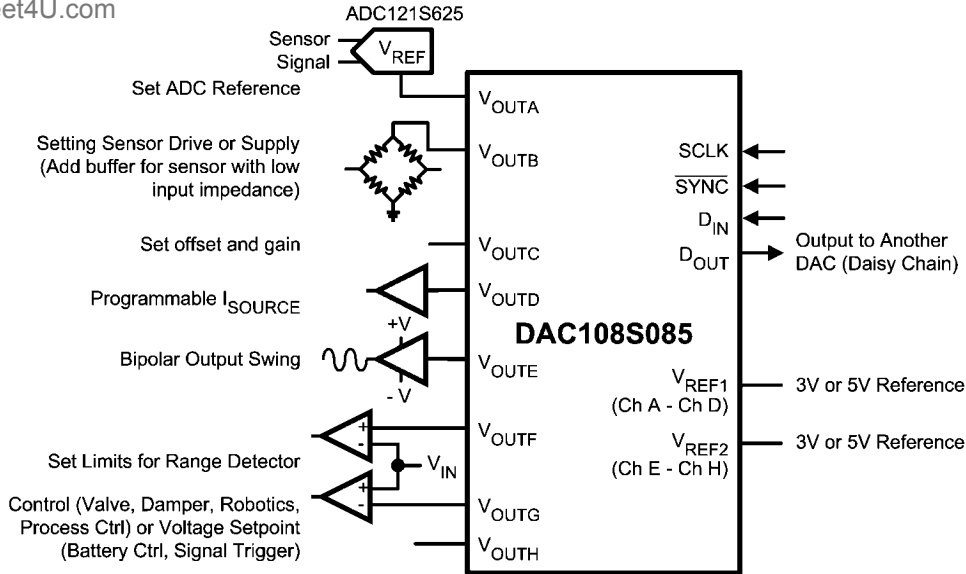 et4U.com
ADC121S625
Sensor
Signal
VREF
Set ADC Reference
VOUTA
Setting Sensor Drive or Supply
(Add buffer for sensor with low
input impedance)
VOUTB
Set offset and gain
VOUTC
Programmable ISOURCE
VOUTD
+V
Bipolar Output Swing
- V
VOUTE
+
-
VOUTF
Set Limits for Range Detector
VIN
+
-
Control (Valve, Damper, Robotics,
Process Ctrl) or Voltage Setpoint
(Battery Ctrl, Signal Trigger)
VOUTG
VOUTH
DAC108S085
SCLK
SYNC
DIN
DOUT
Output to Another
DAC (Daisy Chain)
VREF1
(Ch A - Ch D)
3V or 5V Reference
VREF2
(Ch E - Ch H)
3V or 5V Reference